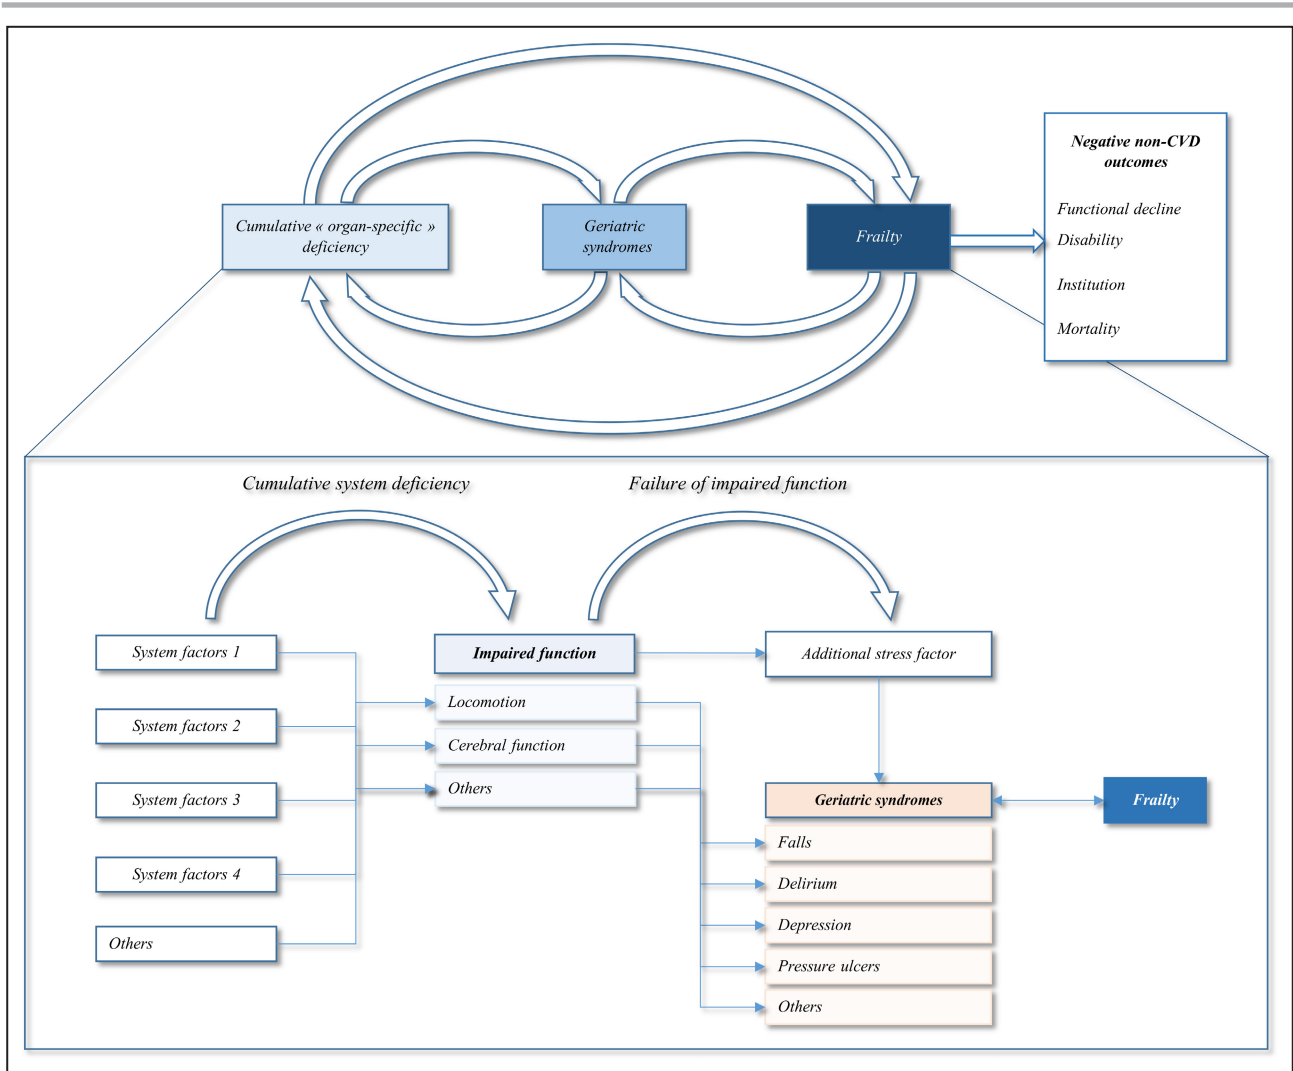 Cumulative « organ-specific »
deficiency
Geriatric
syndromes
Frailty
Negative non-CVD
outcomes
Functional decline
Disability
Institution
Mortality
Cumulative system deficiency
Failure of impaired function
System factors 1
System factors 2
System factors 3
System factors 4
Others
Impaired function
Locomotion
Cerebral function
Others
Additional stress factor
Geriatric syndromes
Falls
Delirium
Depression
Pressure ulcers
Others
Frailty